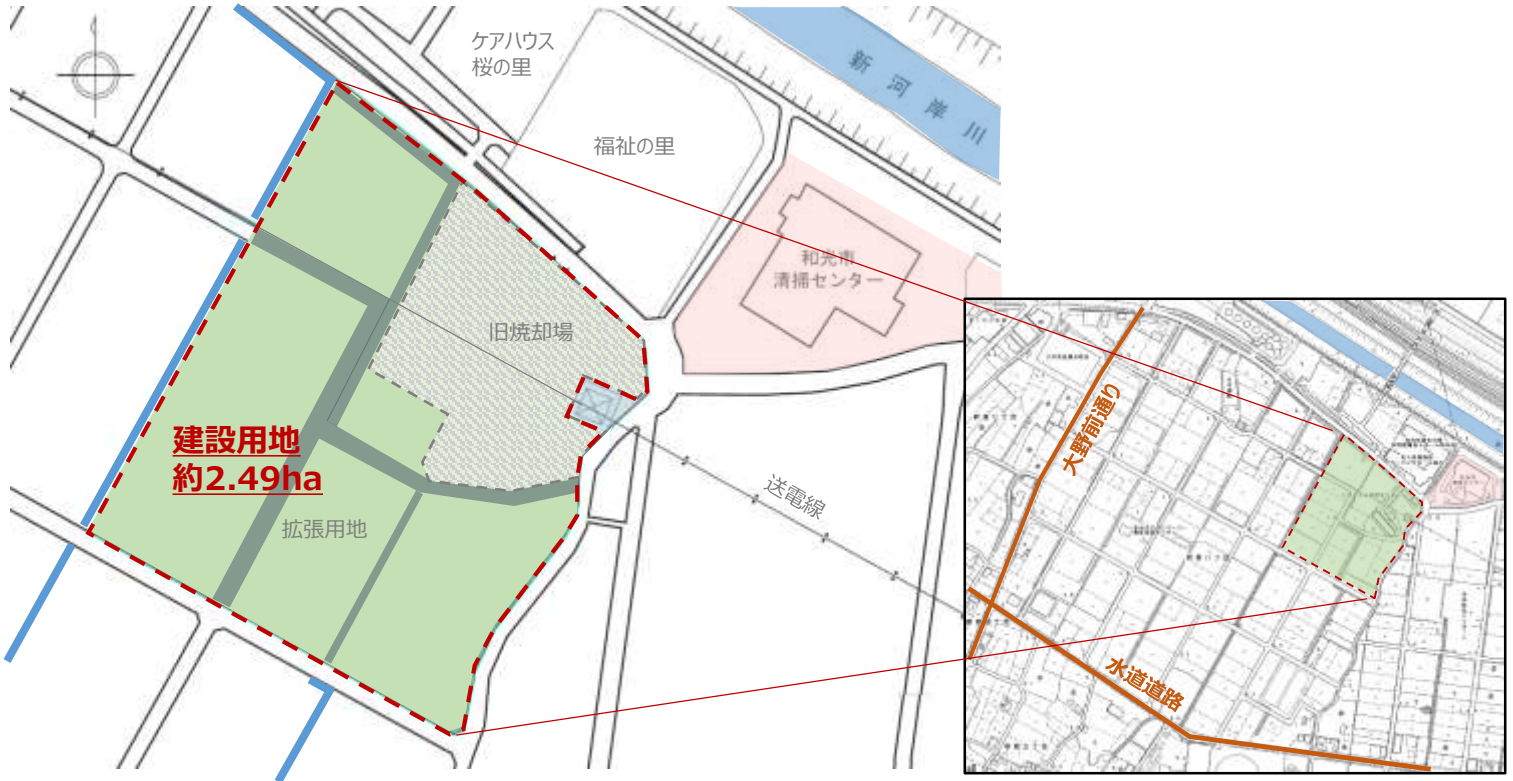 ケアハウス
桜の里
新河岸川
福祉の里
和光市
清掃センター
旧焼却場
建設用地
約2.49ha
拡張用地
送電線
大野前通り
水道道路